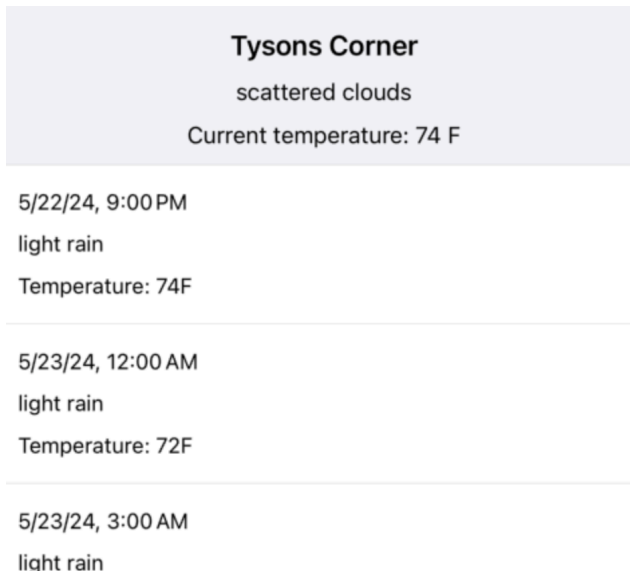 Tysons Corner
scattered clouds
Current temperature: 74 F
5/22/24, 9:00 PM
light rain
Temperature: 74F
5/23/24, 12:00 AM
light rain
Temperature: 72F
5/23/24, 3:00 AM
light rain